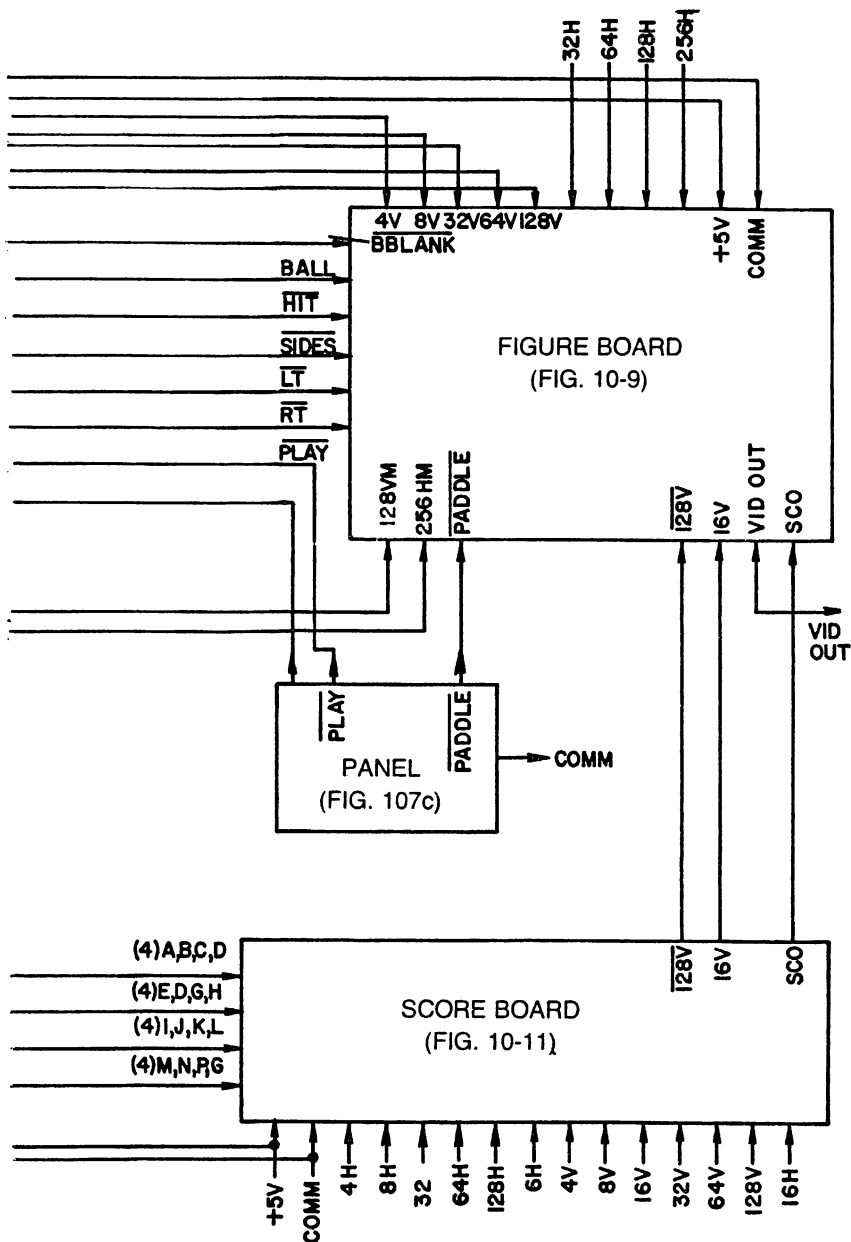 32H
64H
128H
256H
4V 8V 32V 64V 128V
+5V
COMM
BBLANK
BALL
HIT
SIDES
LT
RT
PLAY
FIGURE BOARD
(FIG. 10-9)
128VM
256HM
PADDLE
128V
16V
VID OUT
SCO
VID
OUT
PLAY
PADDLE
PANEL
(FIG. 107c)
COMM
(4)A,B,C,D
(4)E,D,G,H
(4)I,J,K,L
(4)M,N,P,G
128V
16V
SCO
SCORE BOARD
(FIG. 10-11)
+5V
COMM
4H
8H
32
64H
128H
6H
4V
8V
16V
32V
64V
128V
16H